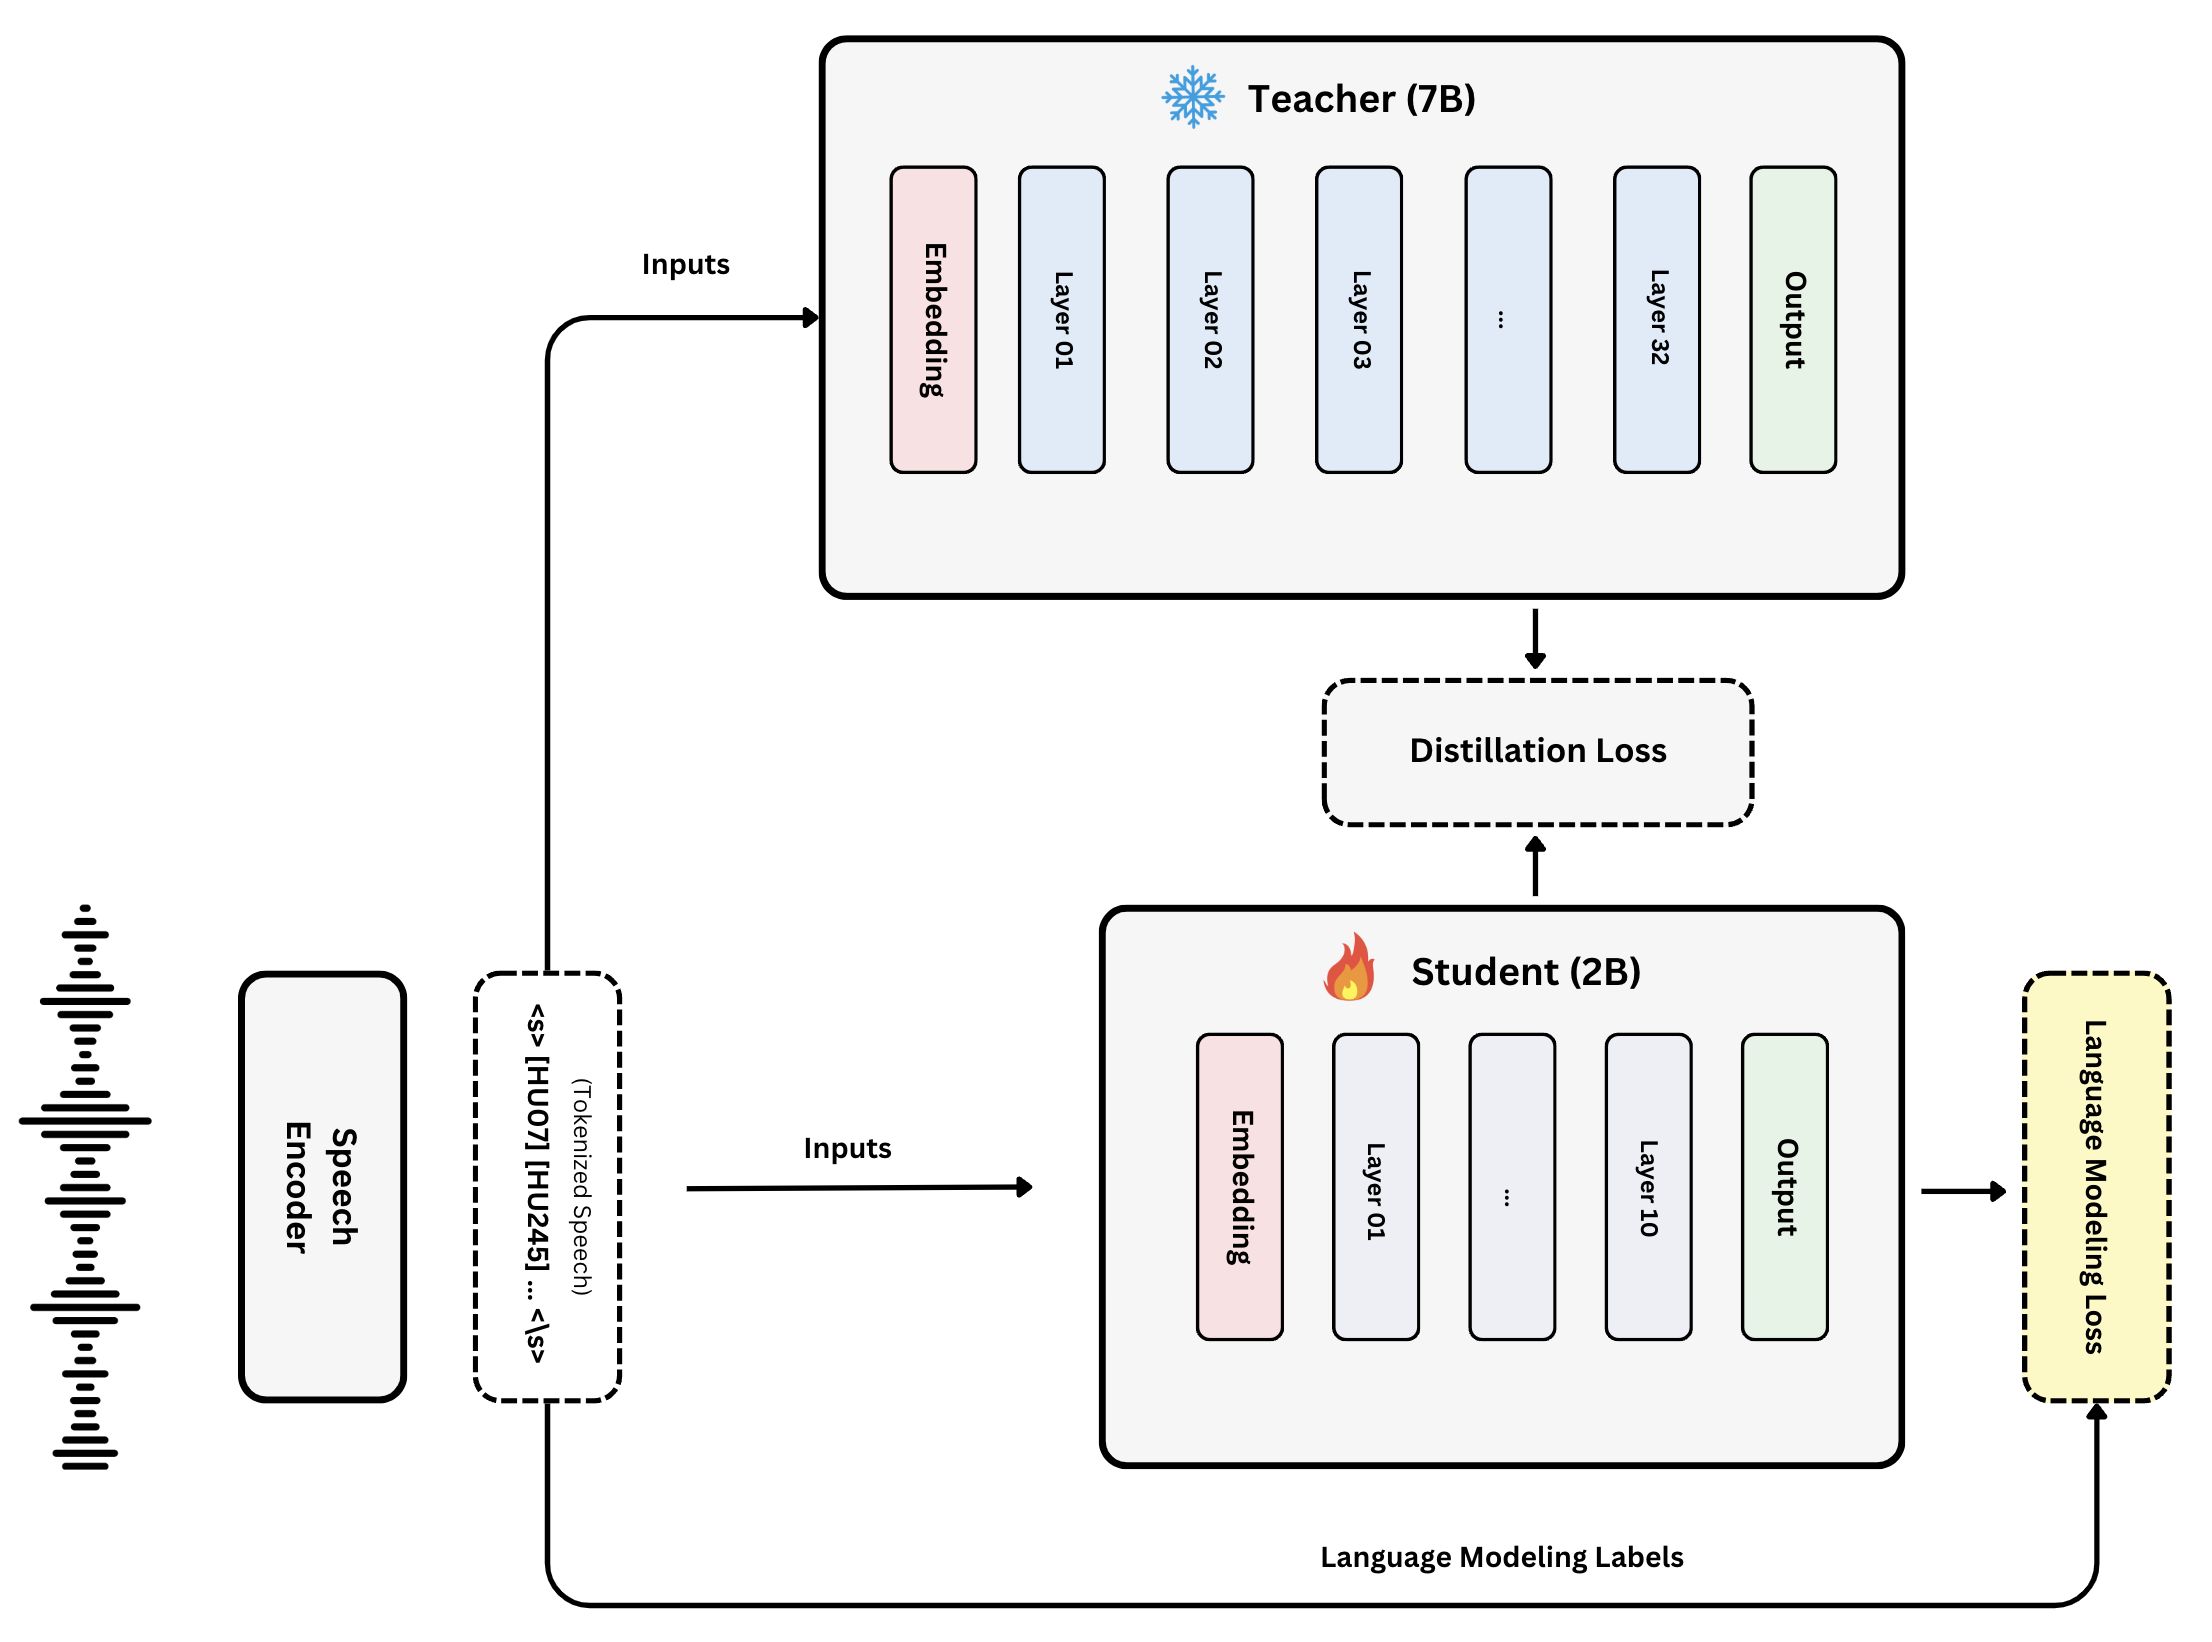 Teacher (7B)
Embedding
Layer 01
Layer 02
Layer 03
...
Layer 32
Output
Inputs
Distillation Loss
Student (2B)
Embedding
Layer 01
...
Layer 10
Output
Speech
Encoder
(Tokenized Speech)
<s> [HU07] [HU245] ... <\s>
Inputs
Language Modeling Loss
Language Modeling Labels